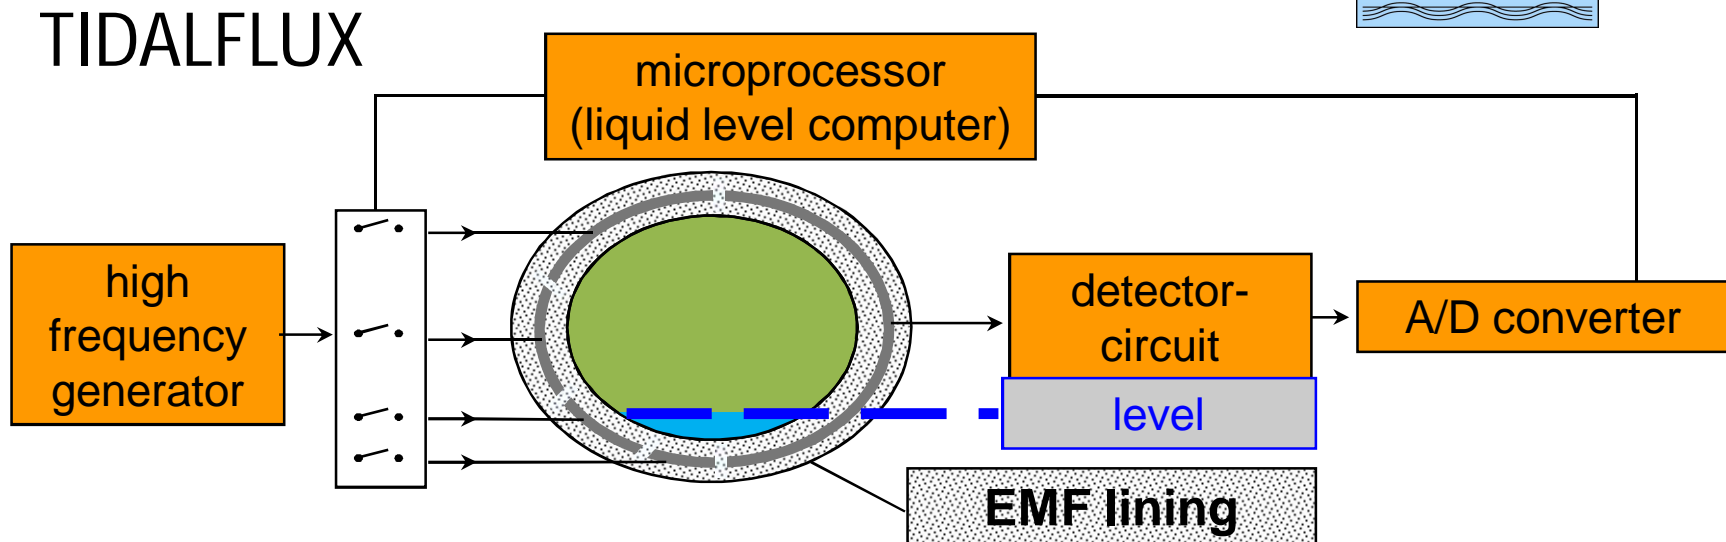 TIDALFLUX
microprocessor
(liquid level computer)
high
frequency
generator
detector-
circuit
A/D converter
level
EMF lining